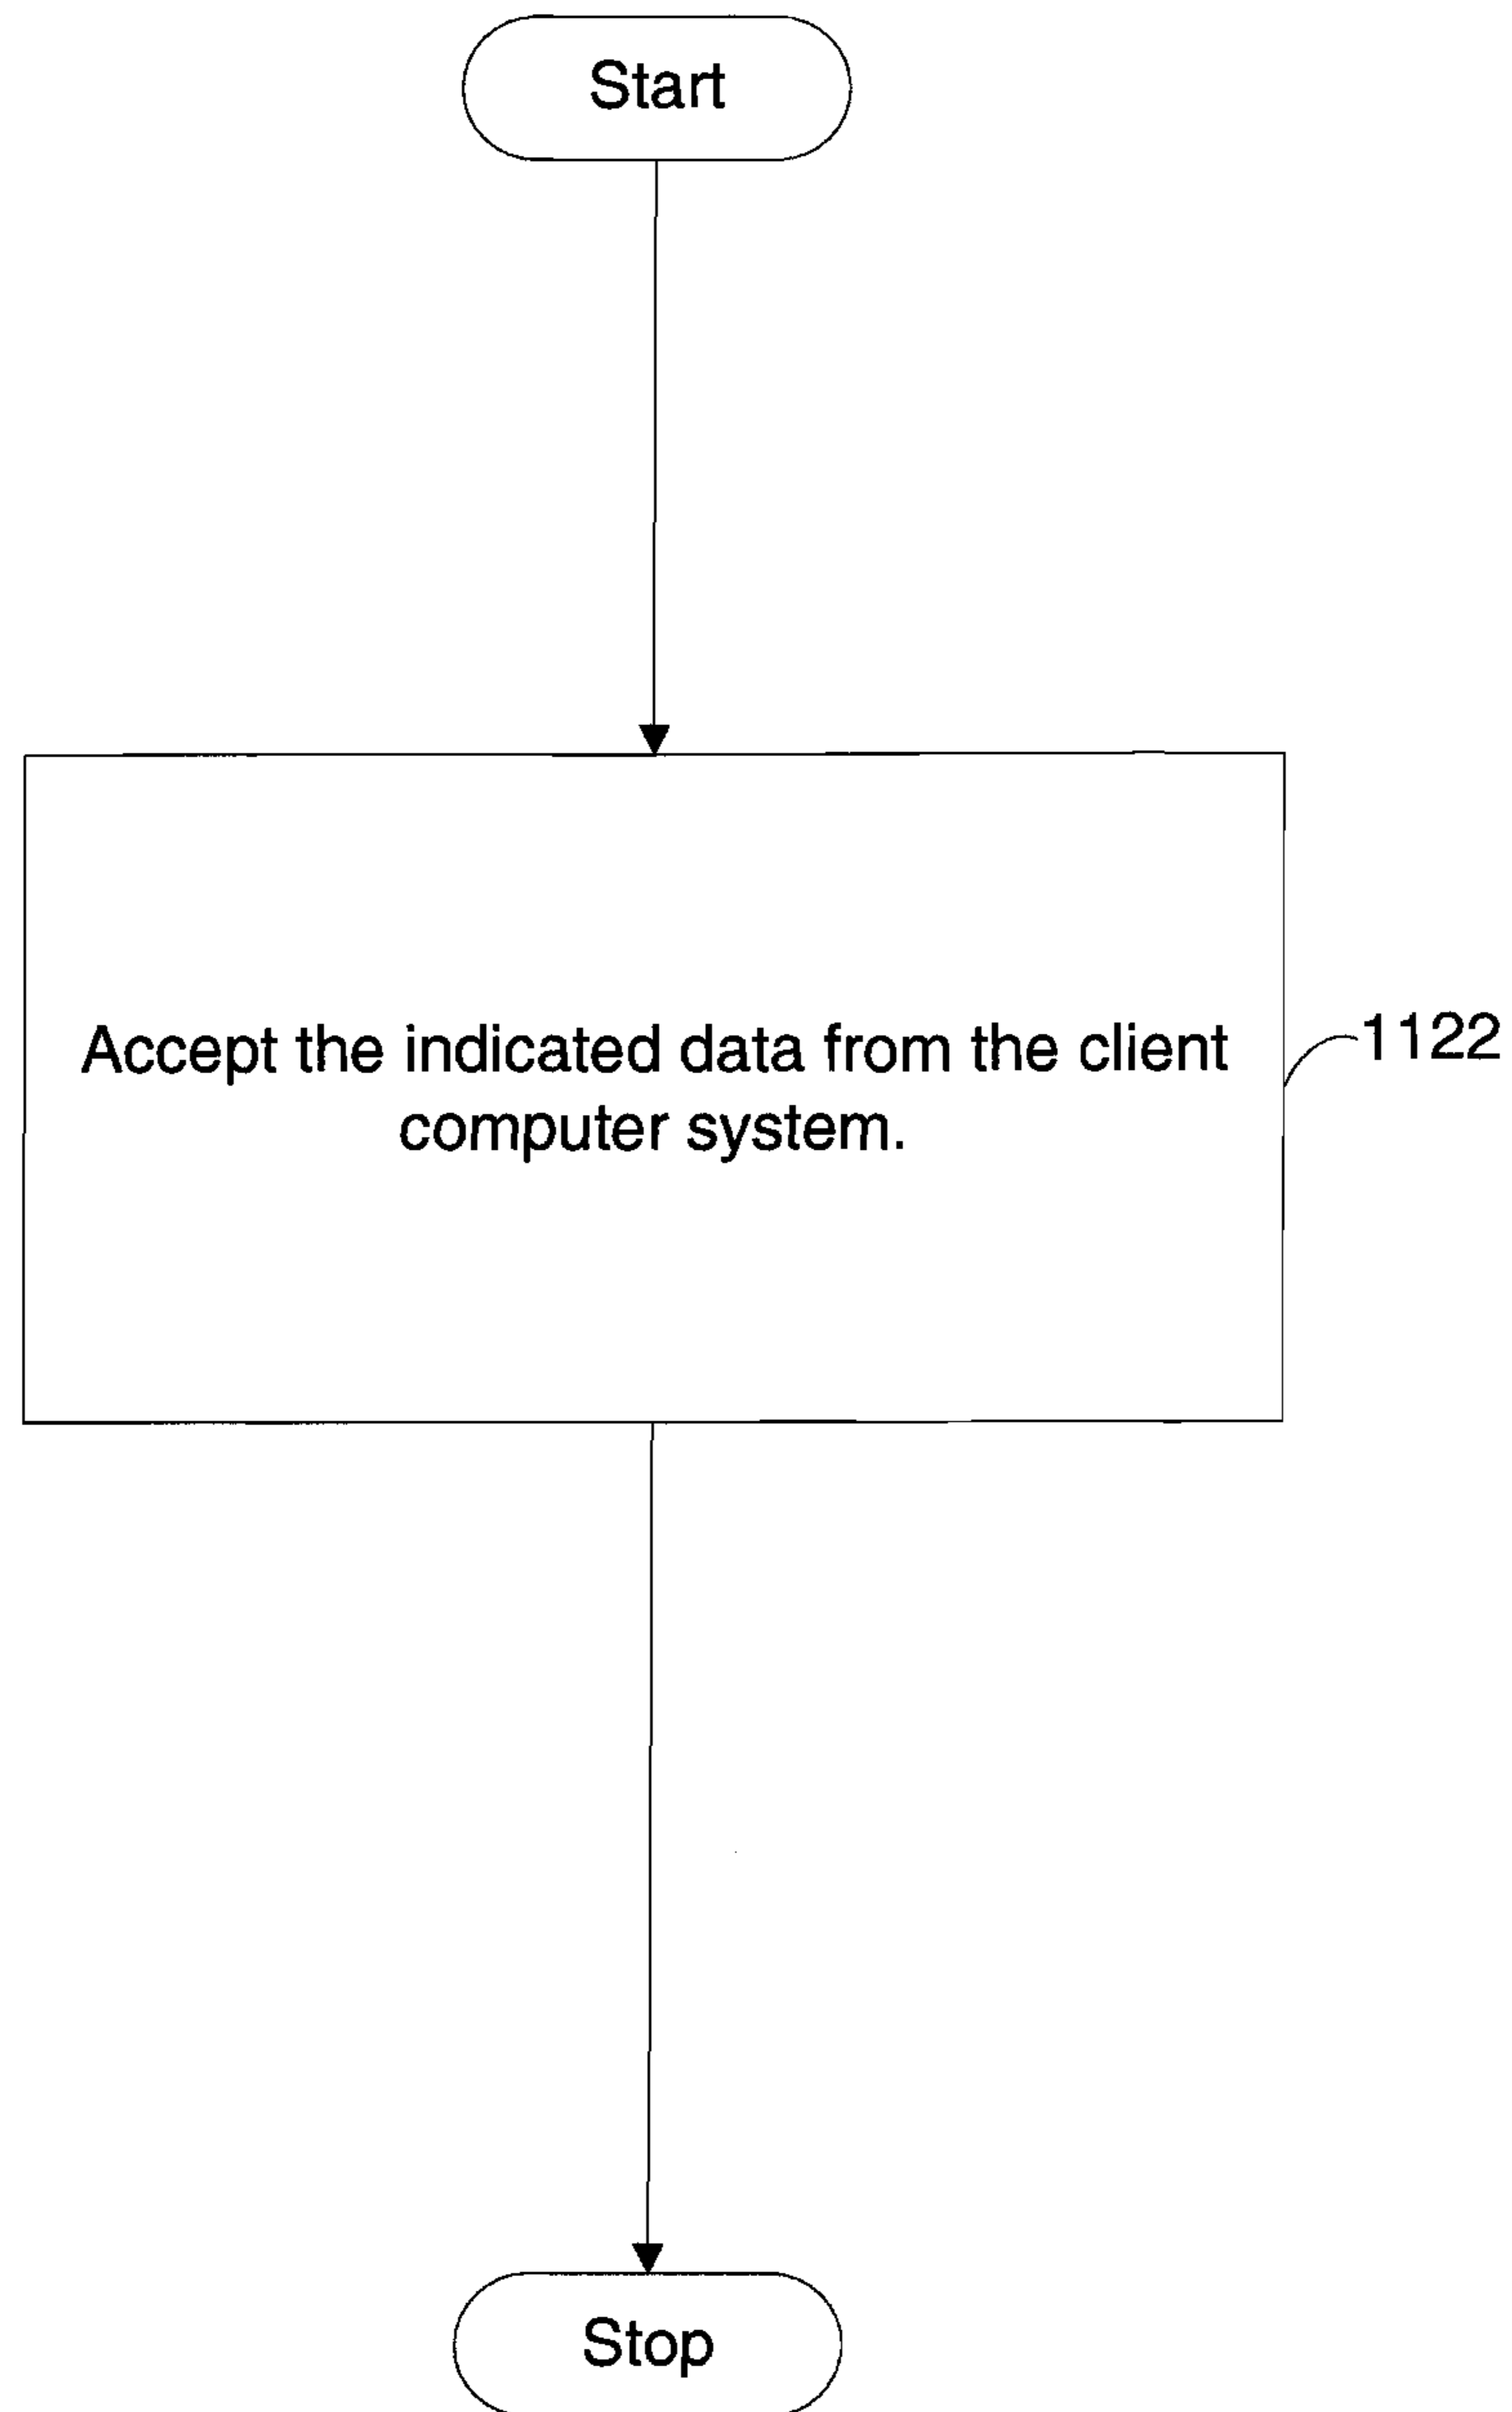 Start
Accept the indicated data from the client
computer system.
1122
Stop